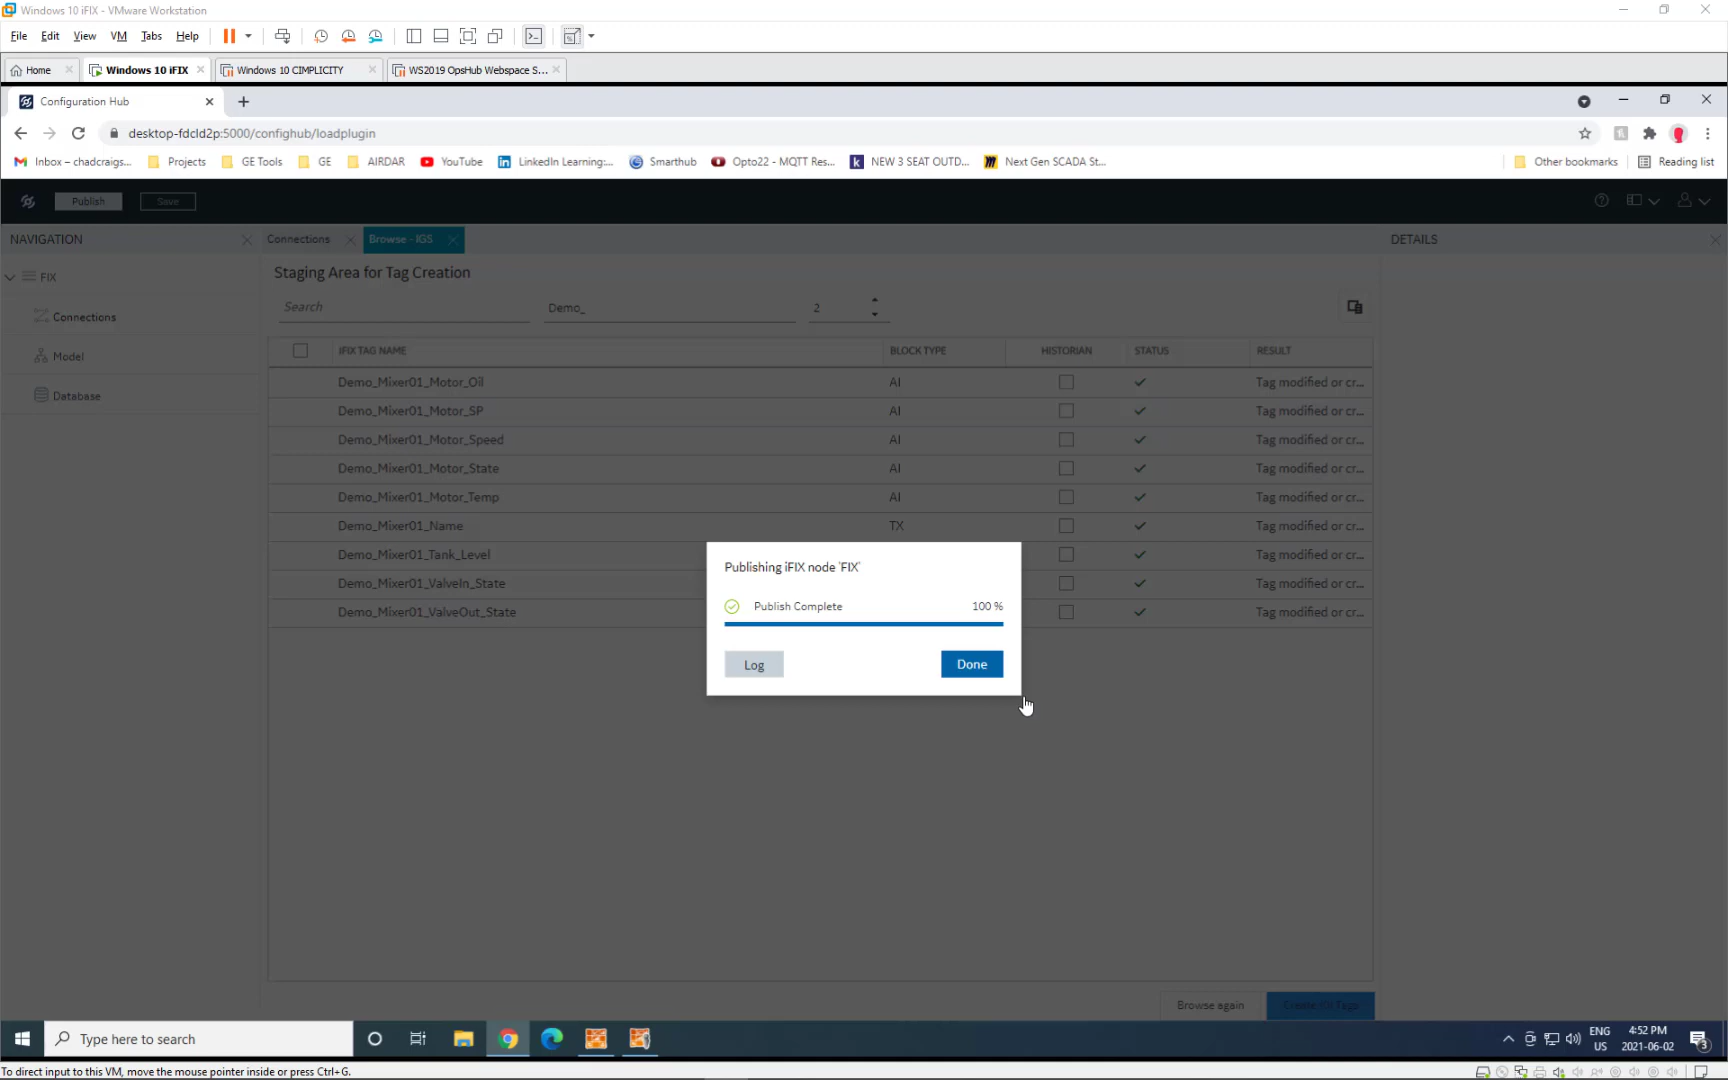 Windows 10 iFIX - VMware Workstation
File Edit View VM Tabs Help
Home Windows 10 iFIX Windows 10 CIMPLICITY WS2019 OpsHub Webspace S...
Configuration Hub
desktop-fdcld2p:5000/confighub/loadplugin
Inbox – chadcraigs... Projects GE Tools GE AIRDAR YouTube LinkedIn Learning:... Smarthub Opto22 - MQTT Res... NEW 3 SEAT OUTD... Next Gen SCADA St... Other bookmarks Reading list
Publish Save
NAVIGATION Connections Browse - IGS DETAILS
FIX Staging Area for Tag Creation
Search Demo_ 2
Connections
IFIX TAG NAME BLOCK TYPE HISTORIAN STATUS RESULT
Model
Database
Demo_Mixer01_Motor_Oil AI Tag modified or cr...
Demo_Mixer01_Motor_SP AI Tag modified or cr...
Demo_Mixer01_Motor_Speed AI Tag modified or cr...
Demo_Mixer01_Motor_State AI Tag modified or cr...
Demo_Mixer01_Motor_Temp AI Tag modified or cr...
Demo_Mixer01_Name TX Tag modified or cr...
Demo_Mixer01_Tank_Level Tag modified or cr...
Demo_Mixer01_ValveIn_State Tag modified or cr...
Demo_Mixer01_ValveOut_State Tag modified or cr...
Publishing iFIX node 'FIX'
Publish Complete 100 %
Log Done
Browse again Create iFIX Tags
Type here to search ENG US 4:52 PM 2021-06-02 3
To direct input to this VM, move the mouse pointer inside or press Ctrl+G.